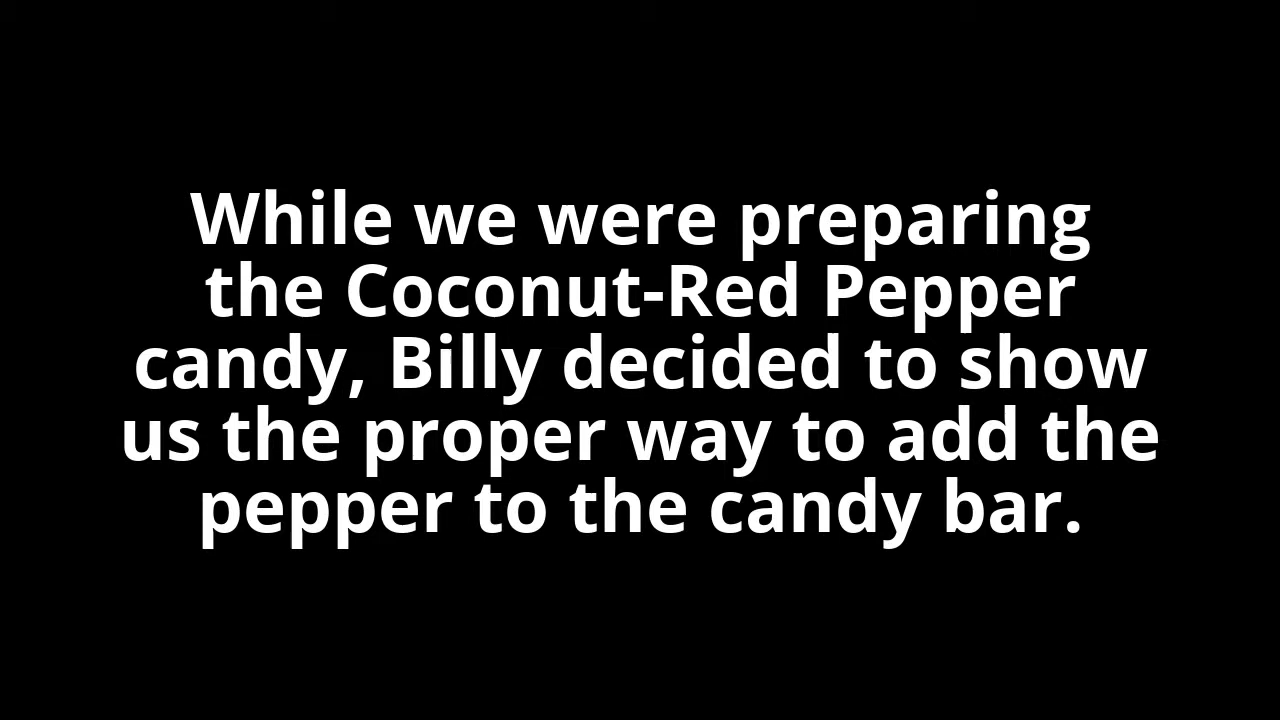 While we were preparing
the Coconut-Red Pepper
candy, Billy decided to show
us the proper way to add the
pepper to the candy bar.